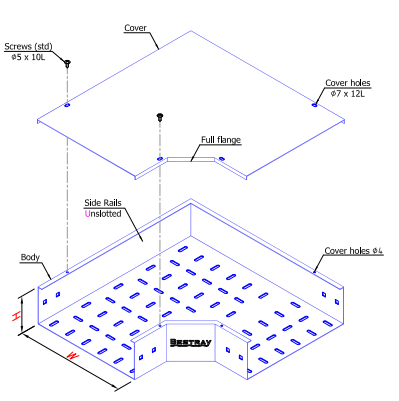 Cover
Screws (std)
φ5 x 10L
Cover holes
φ7 x 12L
Full flange
Side Rails
Unslotted
Body
Cover holes φ4
H
W
BESTRAY